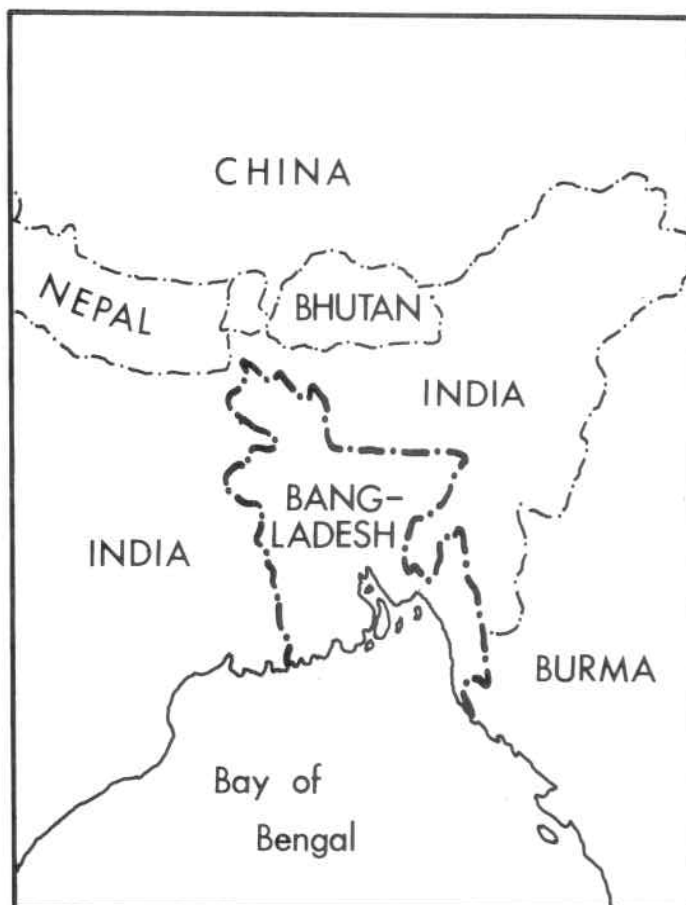 CHINA
NEPAL
BHUTAN
INDIA
BANG-
LADESH
INDIA
BURMA
Bay of
Bengal